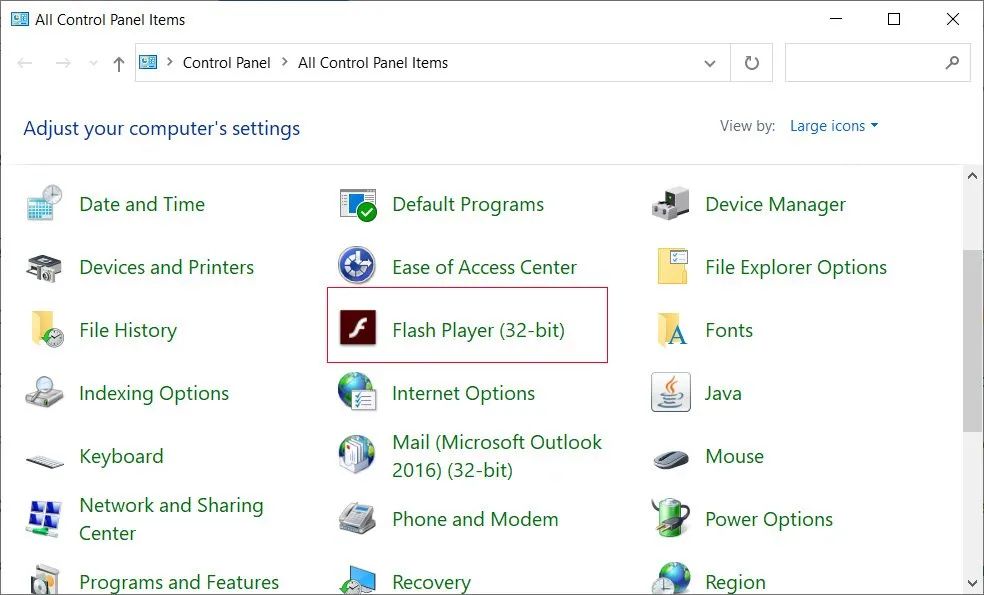 All Control Panel Items
Control Panel > All Control Panel Items
Adjust your computer's settings
View by: Large icons
Date and Time
Default Programs
Device Manager
Devices and Printers
Ease of Access Center
File Explorer Options
File History
Flash Player (32-bit)
Fonts
Indexing Options
Internet Options
Java
Keyboard
Mail (Microsoft Outlook
2016) (32-bit)
Mouse
Network and Sharing
Center
Phone and Modem
Power Options
Programs and Features
Recovery
Region